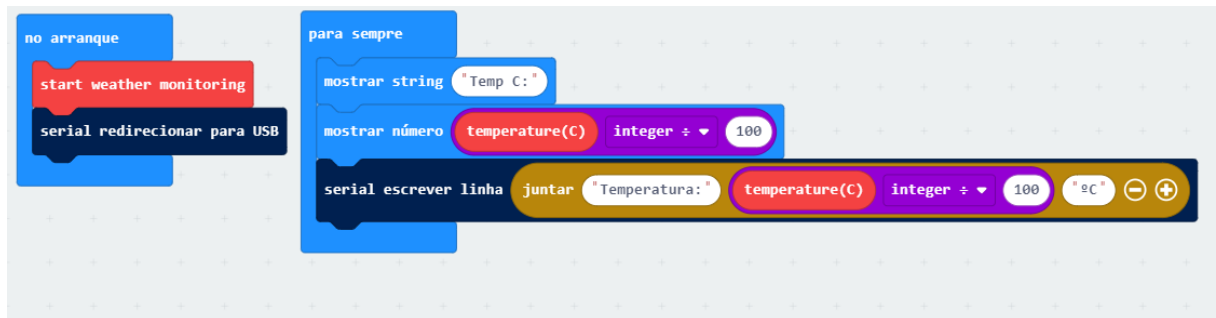 no arranque
start weather monitoring
serial redirecionar para USB
para sempre
mostrar string "Temp C:"
mostrar número temperature(C) integer ÷ 100
serial escrever linha juntar "Temperatura:" temperature(C) integer ÷ 100 "ºC"